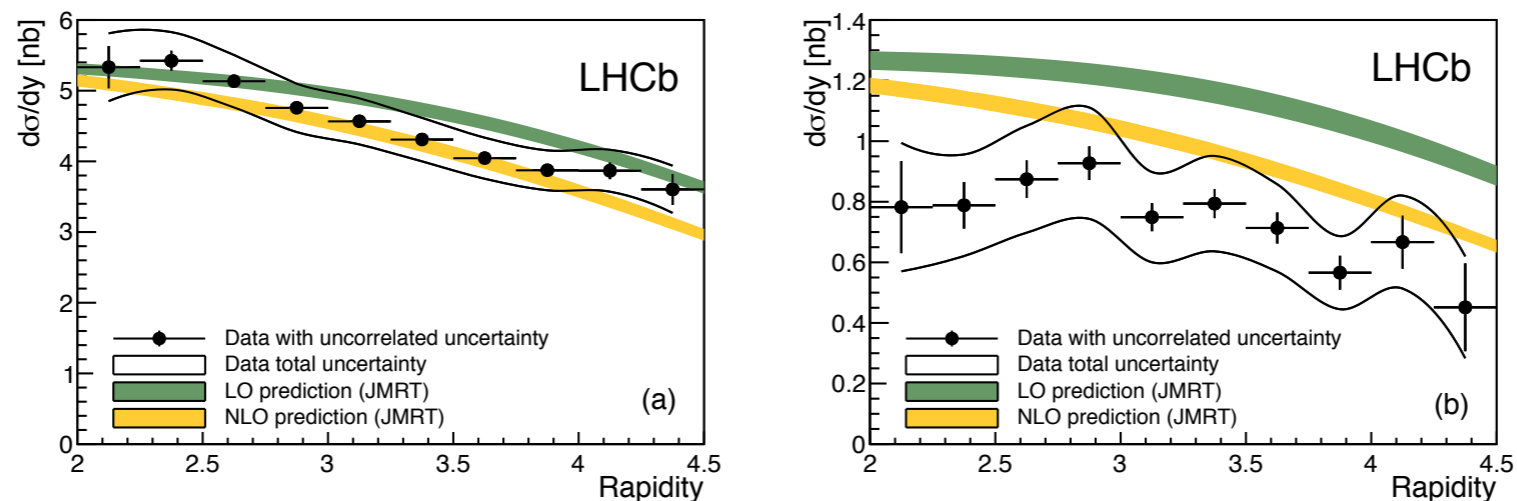 dσ/dy [nb]
6
5
4
3
2
1
0
LHCb
Data with uncorrelated uncertainty
Data total uncertainty
LO prediction (JMRT)
NLO prediction (JMRT)
(a)
2 2.5 3 3.5 4 4.5
Rapidity
dσ/dy [nb]
1.4
1.2
1
0.8
0.6
0.4
0.2
0
LHCb
Data with uncorrelated uncertainty
Data total uncertainty
LO prediction (JMRT)
NLO prediction (JMRT)
(b)
2 2.5 3 3.5 4 4.5
Rapidity